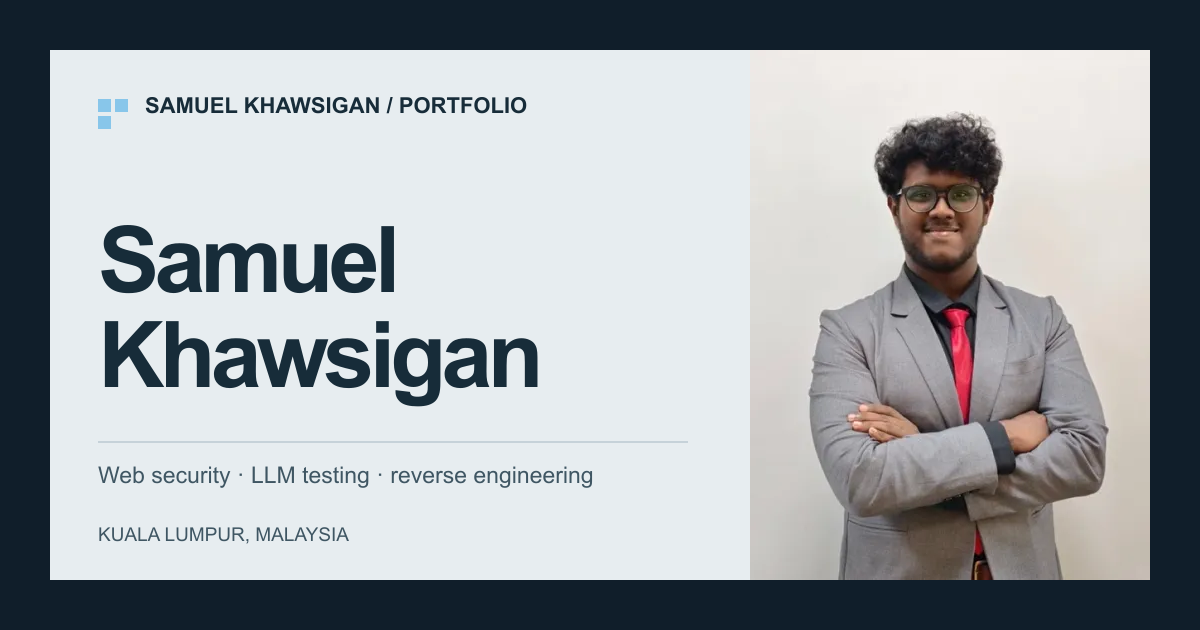 SAMUEL KHAWSIGAN / PORTFOLIO
Samuel
Khawsigan
Web security · LLM testing · reverse engineering
KUALA LUMPUR, MALAYSIA